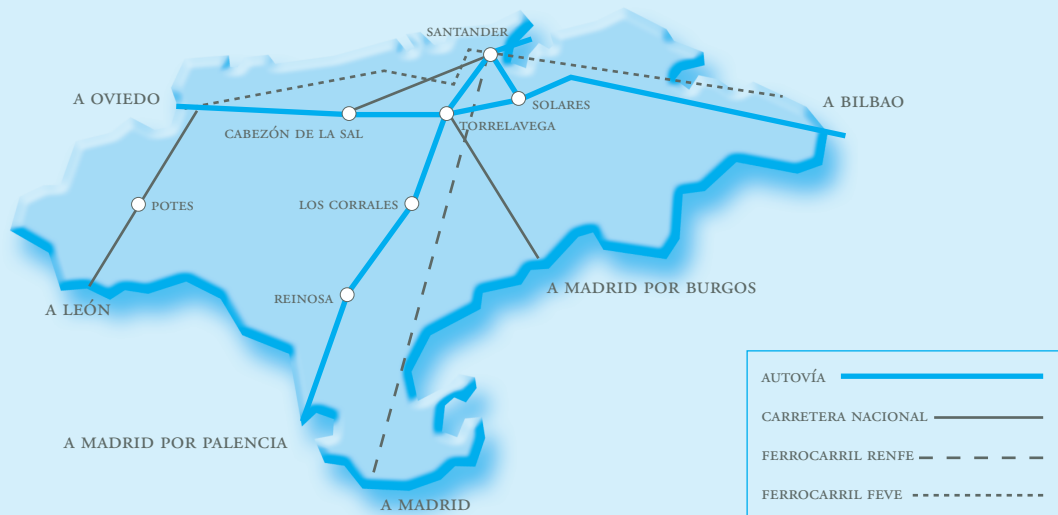 SANTANDER
A OVIEDO
SOLARES
A BILBAO
CABEZÓN DE LA SAL
TORRELAVEGA
POTES
LOS CORRALES
A MADRID POR BURGOS
REINOSA
A LEÓN
A MADRID POR PALENCIA
A MADRID
AUTOVÍA
CARRETERA NACIONAL
FERROCARRIL RENFE
FERROCARRIL FEVE